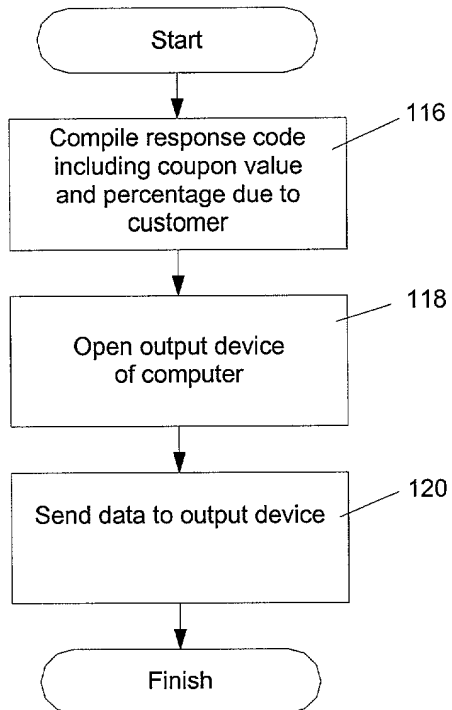 Start
116
Compile response code
including coupon value
and percentage due to
customer
118
Open output device
of computer
120
Send data to output device
Finish